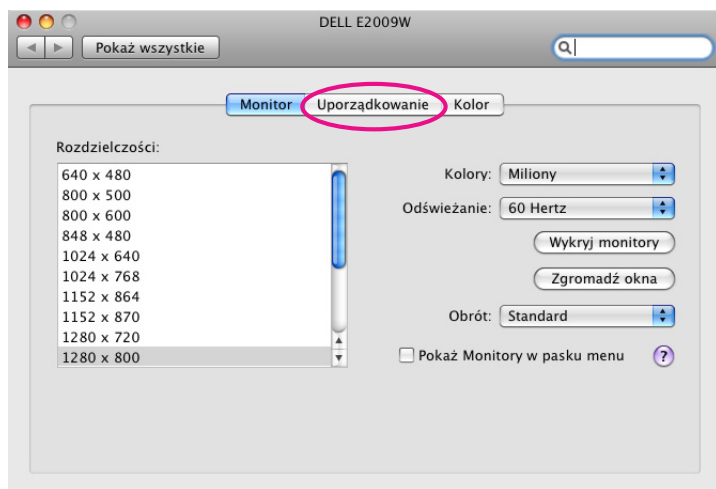 DELL E2009W
Pokaż wszystkie
Monitor Uporządkowanie Kolor
Rozdzielczości:
640 x 480
800 x 500
800 x 600
848 x 480
1024 x 640
1024 x 768
1152 x 864
1152 x 870
1280 x 720
1280 x 800
Kolory: Miliony
Odświeżanie: 60 Hertz
Wykryj monitory
Zgromadź okna
Obrót: Standard
Pokaż Monitory w pasku menu ?